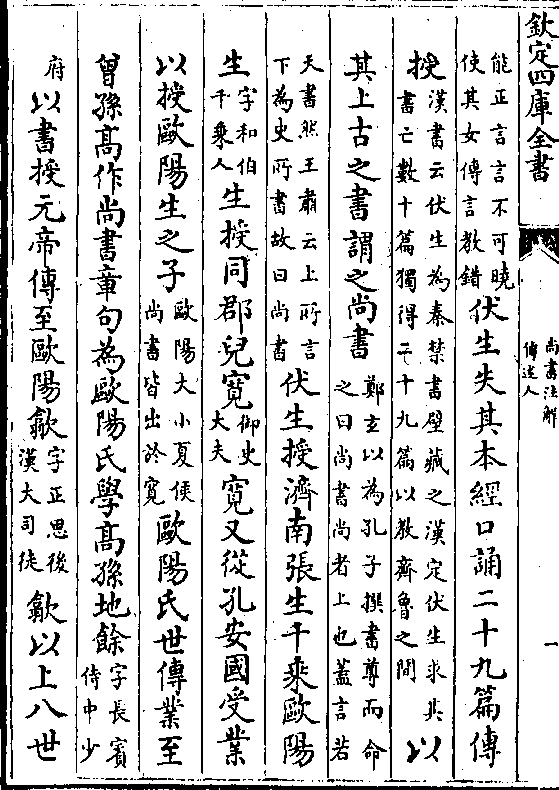 欽定四庫全書
尚書注解
傳述人
一
能正言言不可曉
使其女傳言教錯
伏生失其本經口誦二十九篇傳
授
漢書云伏生為秦禁書壁藏之漢定伏生求其
書亡數十篇獨得二十九篇以教齊魯之間
以
其上古之書謂之尚書
鄭玄以為孔子撰書尊而命
之曰尚書尚者上也蓋言若
天書然王肅云上所言
下為史所書故曰尚書
伏生授濟南張生千乘歐陽
生
字和伯
千乘人
生授同郡兒寬
御史
大夫
寬又從孔安國受業
以授歐陽生之子
歐陽大小夏侯
尚書皆出於寬
歐陽氏世傳業至
曾孫高作尚書章句為歐陽氏學高孫地餘
字長賓
侍中少
府
以書授元帝傳至歐陽歙
字正思後
漢大司徒
歙以上八世